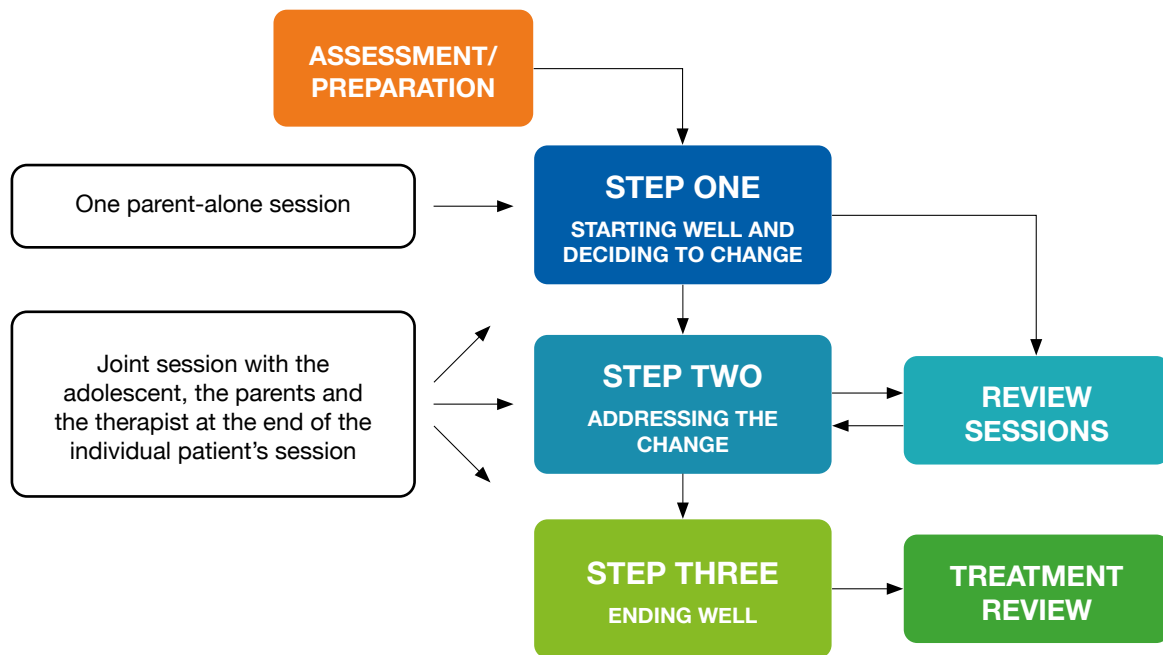 ASSESSMENT/
PREPARATION
One parent-alone session
STEP ONE
STARTING WELL AND
DECIDING TO CHANGE
Joint session with the
adolescent, the parents and
the therapist at the end of the
individual patient’s session
STEP TWO
ADDRESSING THE
CHANGE
REVIEW
SESSIONS
STEP THREE
ENDING WELL
TREATMENT
REVIEW